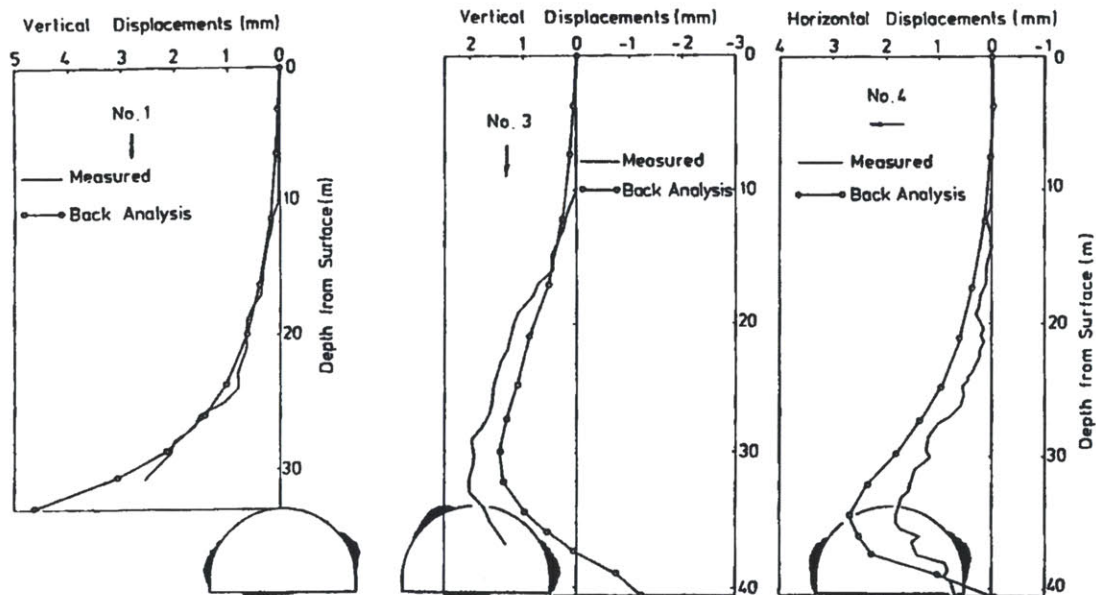 Vertical Displacements (mm)
5 4 3 2 1 0
0
No. 1
Measured
Back Analysis
10
20
30
Depth from Surface (m)
Vertical Displacements (mm)
2 1 0 -1 -2 -3
0
No. 3
Measured
Back Analysis
10
20
30
40
Horizontal Displacements (mm)
4 3 2 1 0 -1
0
No. 4
Measured
Back Analysis
10
20
30
40
Depth from Surface (m)